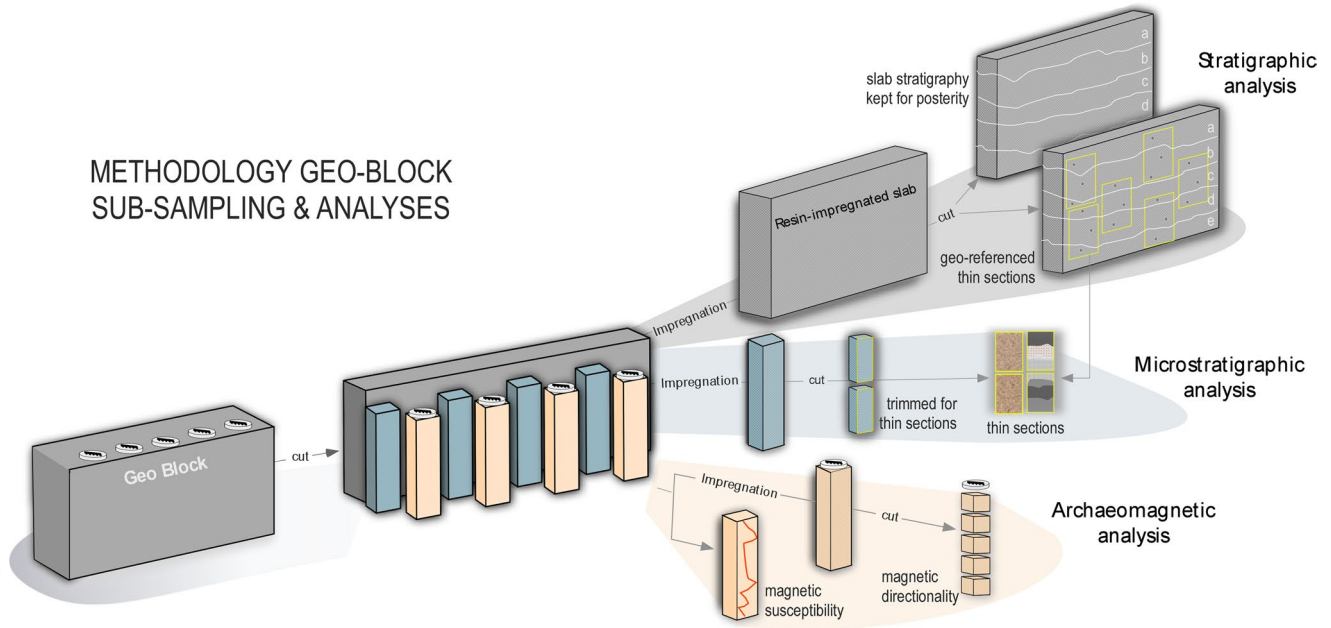 METHODOLOGY GEO-BLOCK
SUB-SAMPLING & ANALYSES
Geo Block
cut
Impregnation
Resin-impregnated slab
cut
slab stratigraphy
kept for posterity
a
b
c
d
a
b
c
d
e
geo-referenced
thin sections
Stratigraphic
analysis
Impregnation
cut
trimmed for
thin sections
thin sections
Microstratigraphic
analysis
Impregnation
cut
magnetic
susceptibility
magnetic
directionality
Archaeomagnetic
analysis